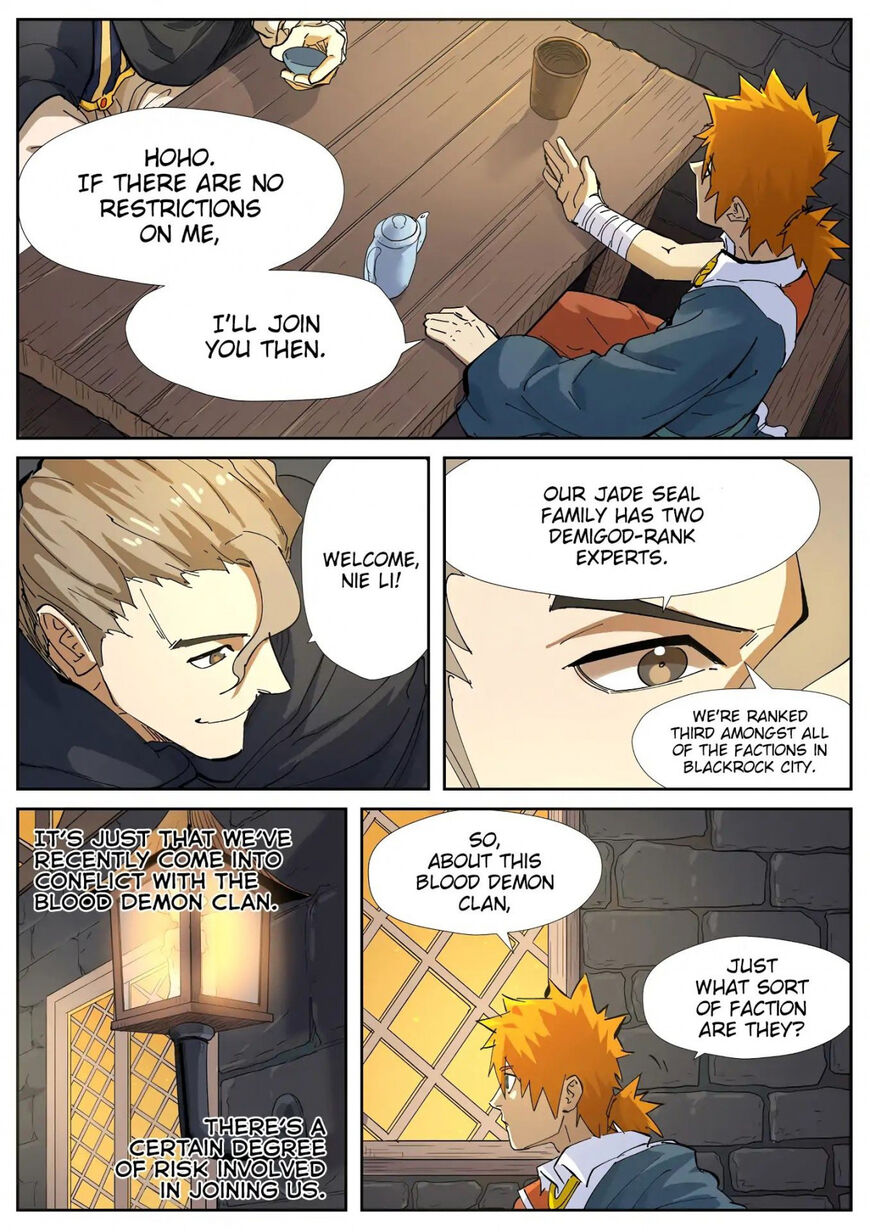 HOHO.
IF THERE ARE NO
RESTRICTIONS
ON ME,
I'LL JOIN
YOU THEN.
WELCOME,
NIE LI!
OUR JADE SEAL
FAMILY HAS TWO
DEMIGOD-RANK
EXPERTS.
WE'RE RANKED
THIRD AMONGST ALL
OF THE FACTIONS IN
BLACKROCK CITY.
IT'S JUST THAT WE'VE
RECENTLY COME INTO
CONFLICT WITH THE
BLOOD DEMON CLAN.
THERE'S A
CERTAIN DEGREE
OF RISK INVOLVED
IN JOINING US.
SO,
ABOUT THIS
BLOOD DEMON
CLAN,
JUST
WHAT SORT
OF FACTION
ARE THEY?